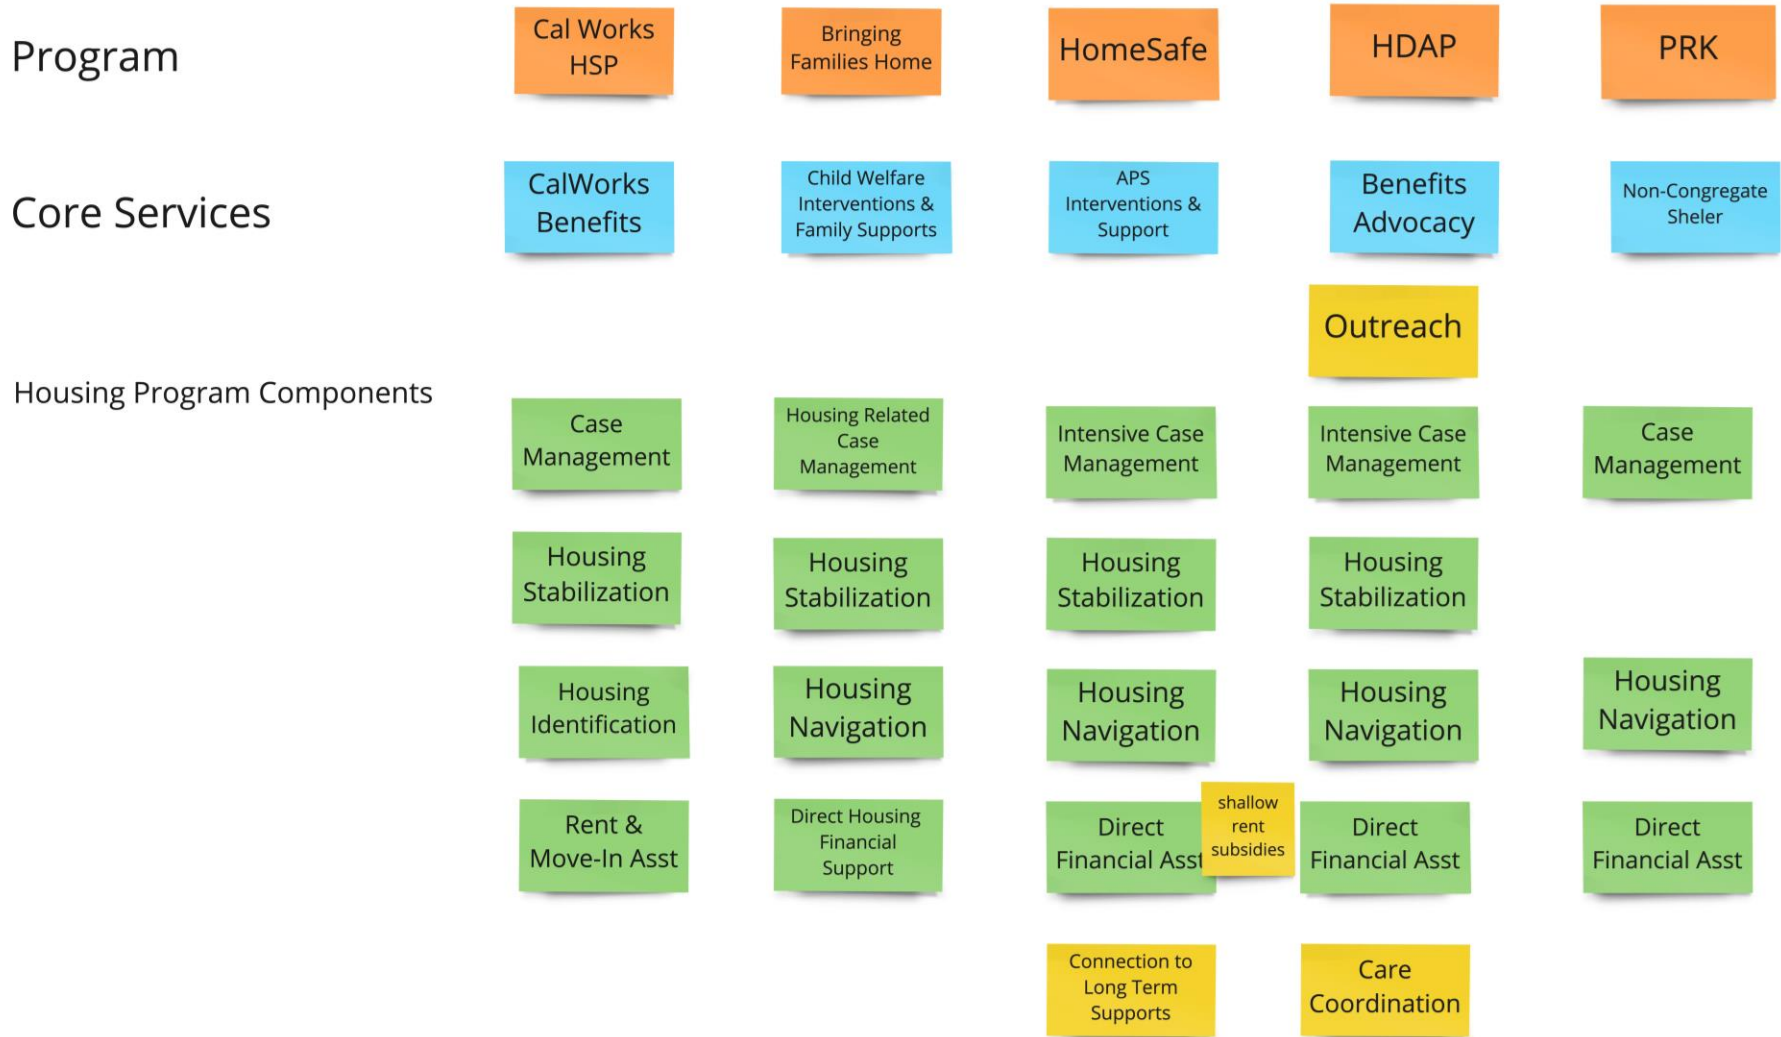 Program
Cal Works
HSP
Bringing
Families Home
HomeSafe
HDAP
PRK
Core Services
CalWorks
Benefits
Child Welfare
Interventions &
Family Supports
APS
Interventions &
Support
Benefits
Advocacy
Non-Congregate
Sheler
Outreach
Housing Program Components
Case
Management
Housing Related
Case
Management
Intensive Case
Management
Intensive Case
Management
Case
Management
Housing
Stabilization
Housing
Stabilization
Housing
Stabilization
Housing
Stabilization
Housing
Identification
Housing
Navigation
Housing
Navigation
Housing
Navigation
Housing
Navigation
Rent &
Move-In Asst
Direct Housing
Financial
Support
Direct
Financial Asst
shallow
rent
subsidies
Direct
Financial Asst
Direct
Financial Asst
Connection to
Long Term
Supports
Care
Coordination